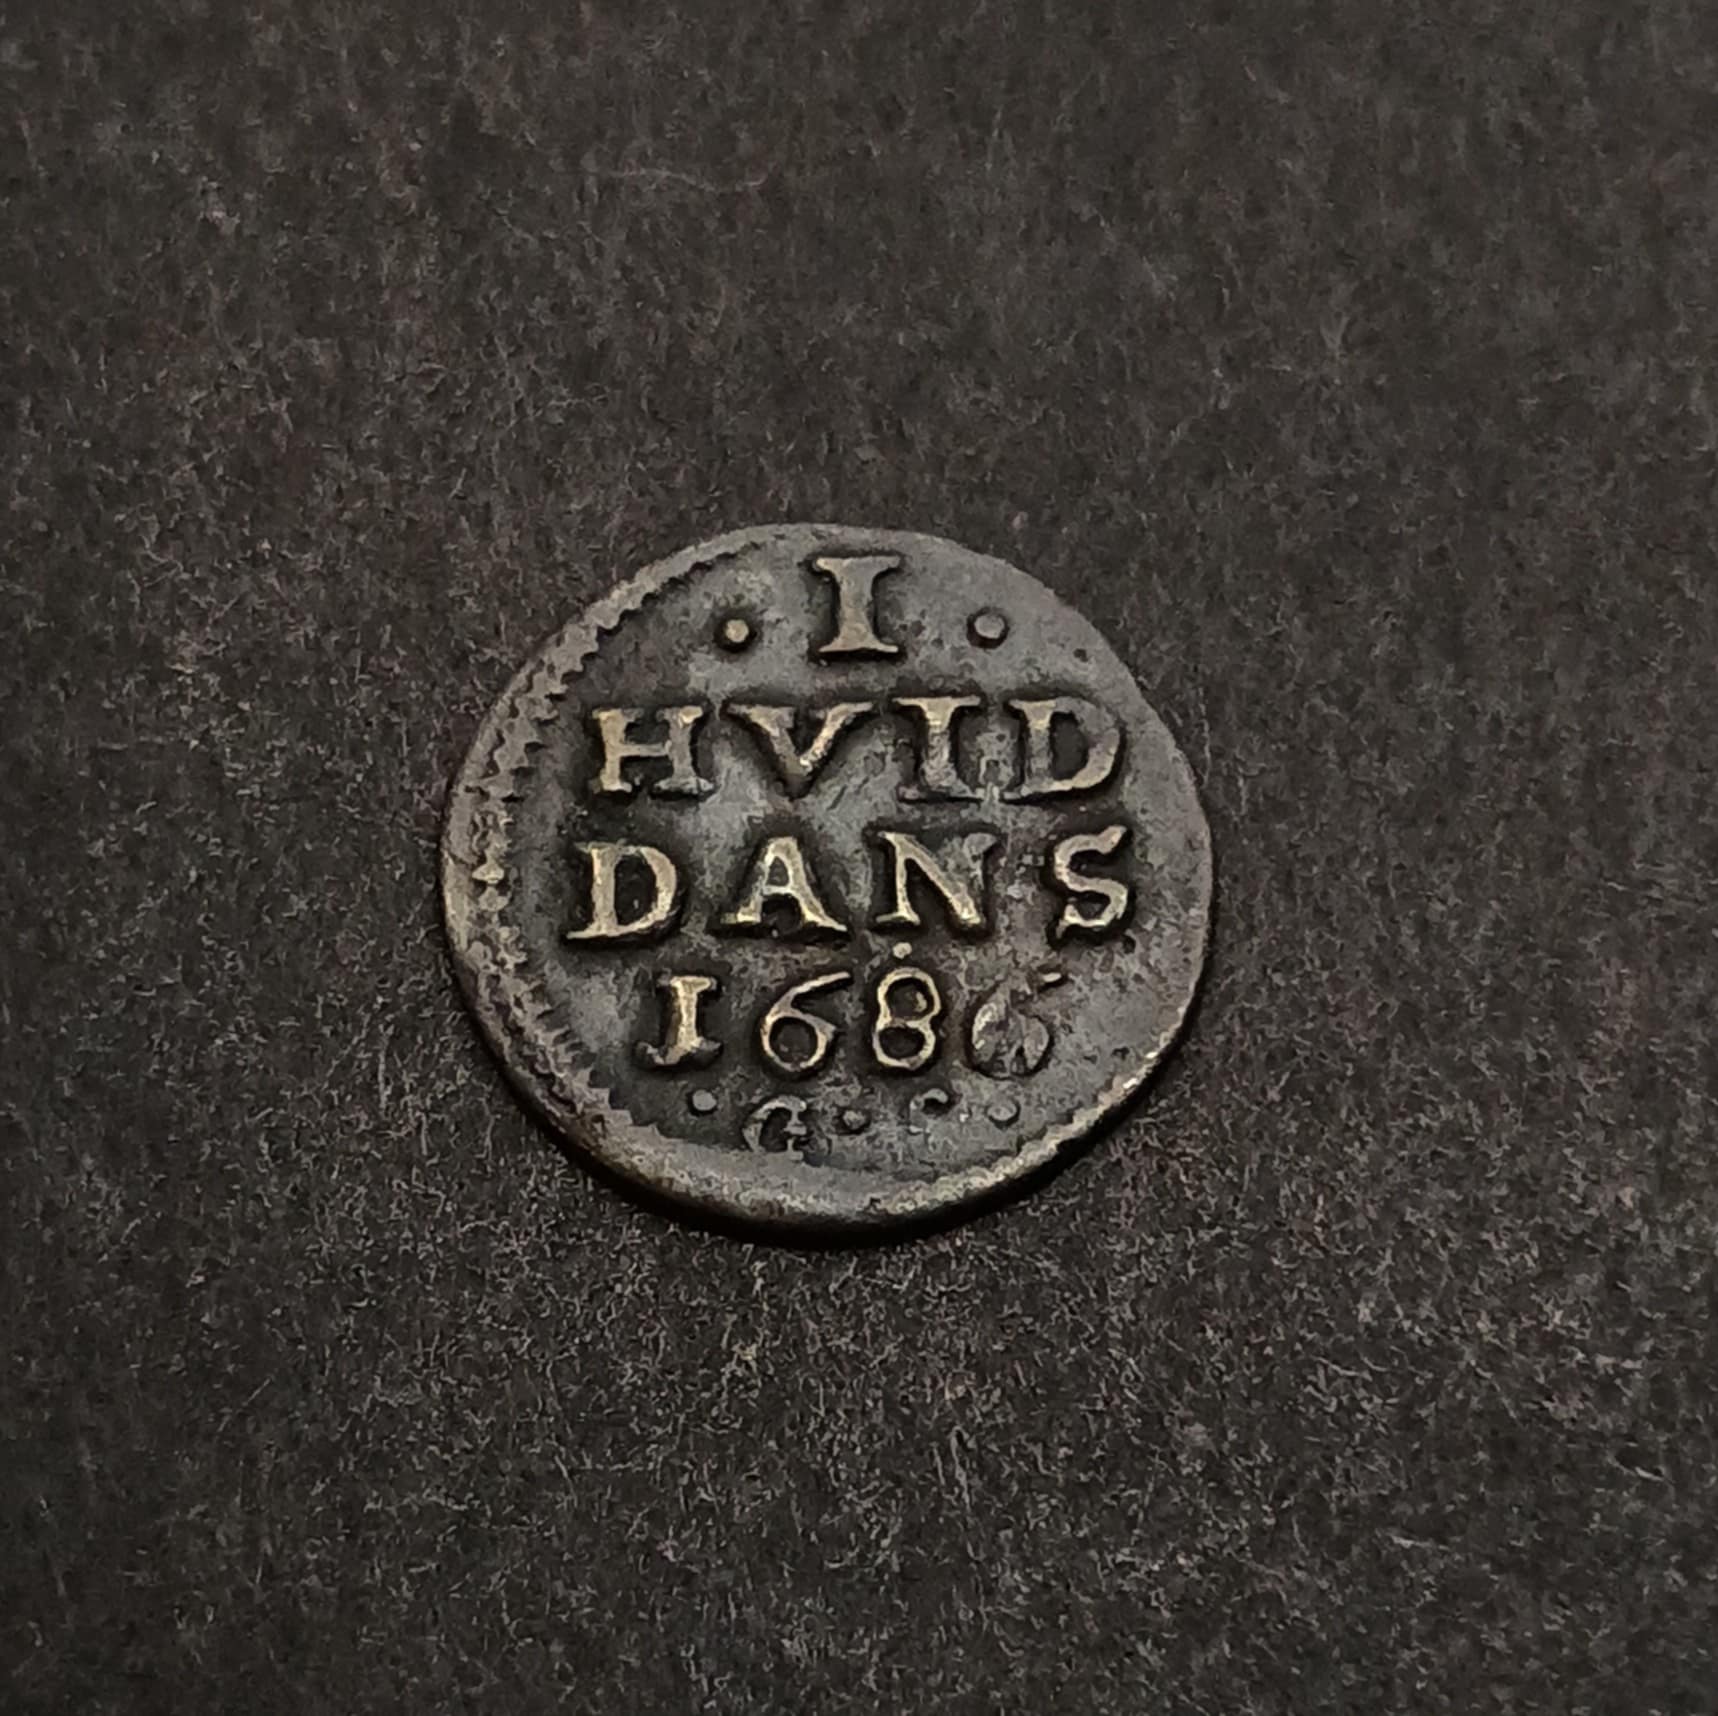 · I ·
HVID
DANS
1686
· G · S ·